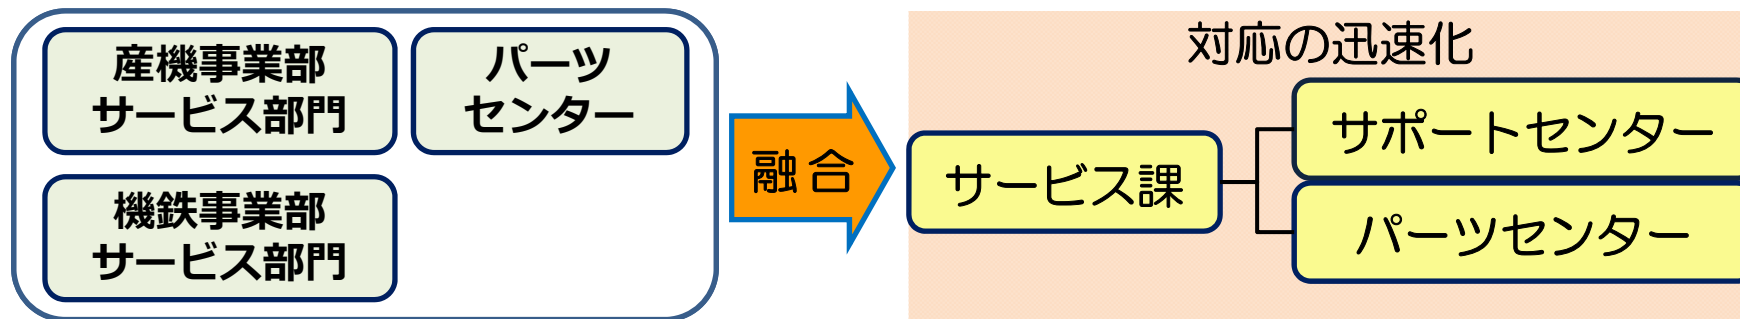 産機事業部
サービス部門
パーツ
センター
機鉄事業部
サービス部門
融合
対応の迅速化
サービス課
サポートセンター
パーツセンター